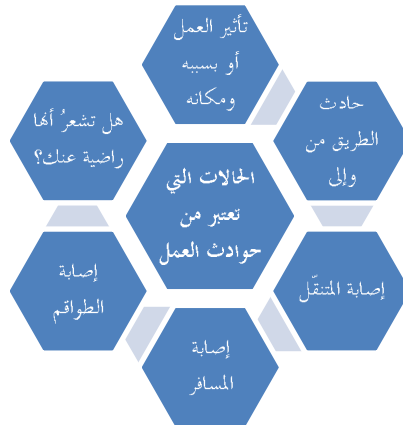 تأثير العمل
أو بسببه
ومكانه
حادث
الطريق من
وإلى
هل تشعرُ أنها
راضية عنك؟
الحالات التي
تعتبر من
حوادث العمل
إصابة المتنقّل
إصابة
الطواقم
إصابة
المسافر